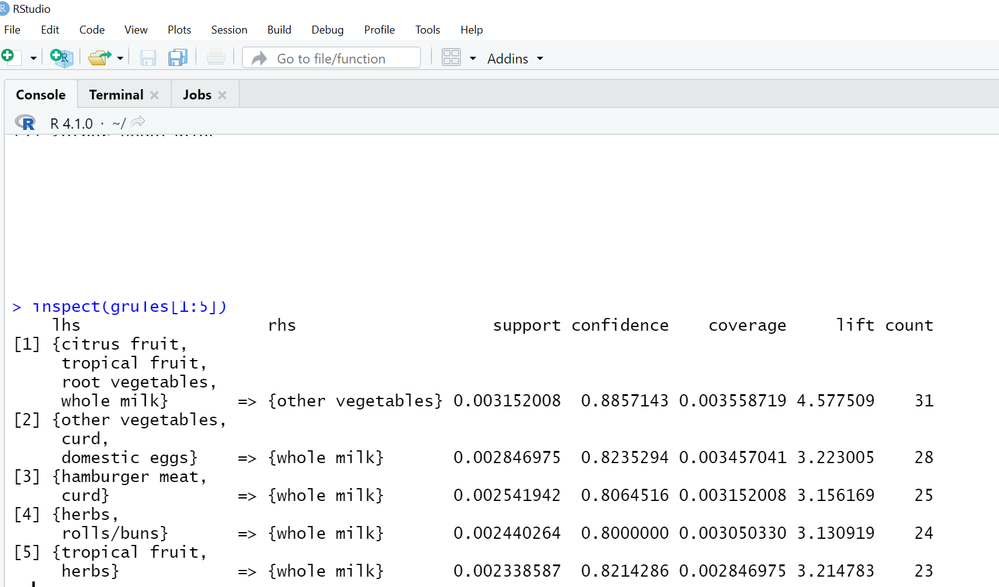 RStudio
File Edit Code View Plots Session Build Debug Profile Tools Help
Go to file/function Addins
Console Terminal Jobs
R 4.1.0 · ~/
> inspect(grules[1:5])
lhs rhs support confidence coverage lift count
[1] {citrus fruit,
tropical fruit,
root vegetables,
whole milk} => {other vegetables} 0.003152008 0.8857143 0.003558719 4.577509 31
[2] {other vegetables,
curd,
domestic eggs} => {whole milk} 0.002846975 0.8235294 0.003457041 3.223005 28
[3] {hamburger meat,
curd} => {whole milk} 0.002541942 0.8064516 0.003152008 3.156169 25
[4] {herbs,
rolls/buns} => {whole milk} 0.002440264 0.8000000 0.003050330 3.130919 24
[5] {tropical fruit,
herbs} => {whole milk} 0.002338587 0.8214286 0.002846975 3.214783 23